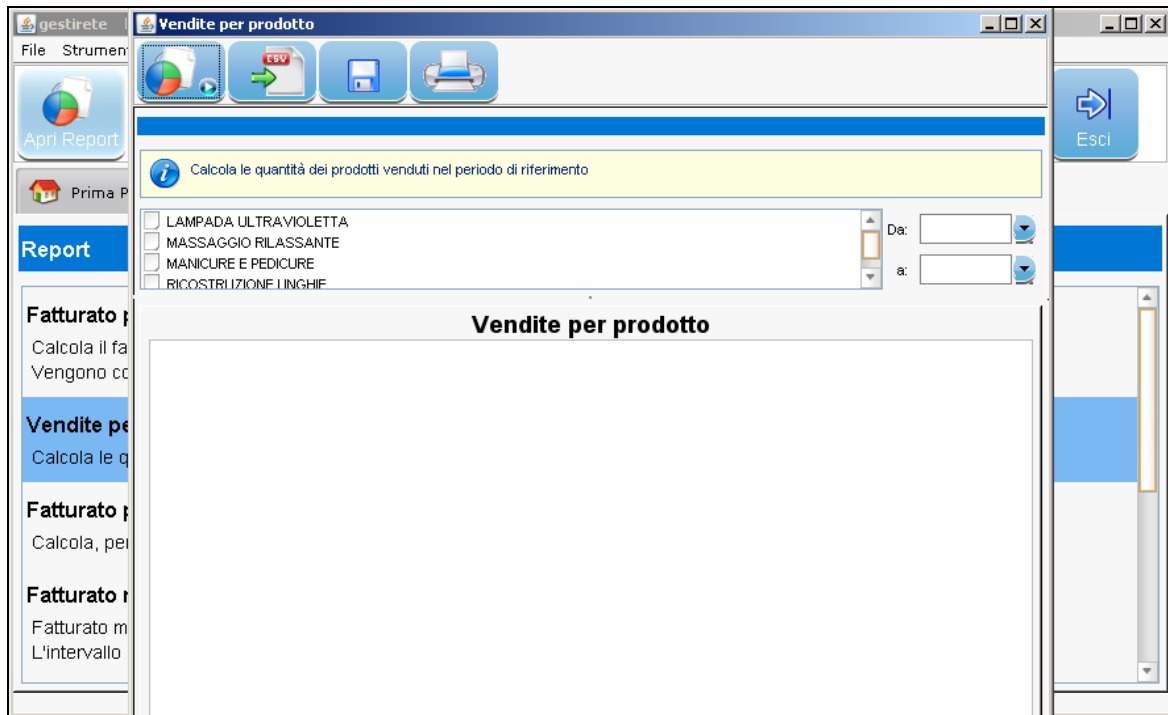 gestirete
Vendite per prodotto
File Strumen
CSV
Apri Report
Esci
Calcola le quantità dei prodotti venduti nel periodo di riferimento
Prima P
LAMPADA ULTRAVIOLETTA
MASSAGGIO RILASSANTE
MANICURE E PEDICURE
RICOSTRUZIONE UNGHIE
Da:
a:
Report
Vendite per prodotto
Fatturato p
Calcola il fa
Vengono co
Vendite pe
Calcola le q
Fatturato p
Calcola, per
Fatturato m
Fatturato m
L'intervallo